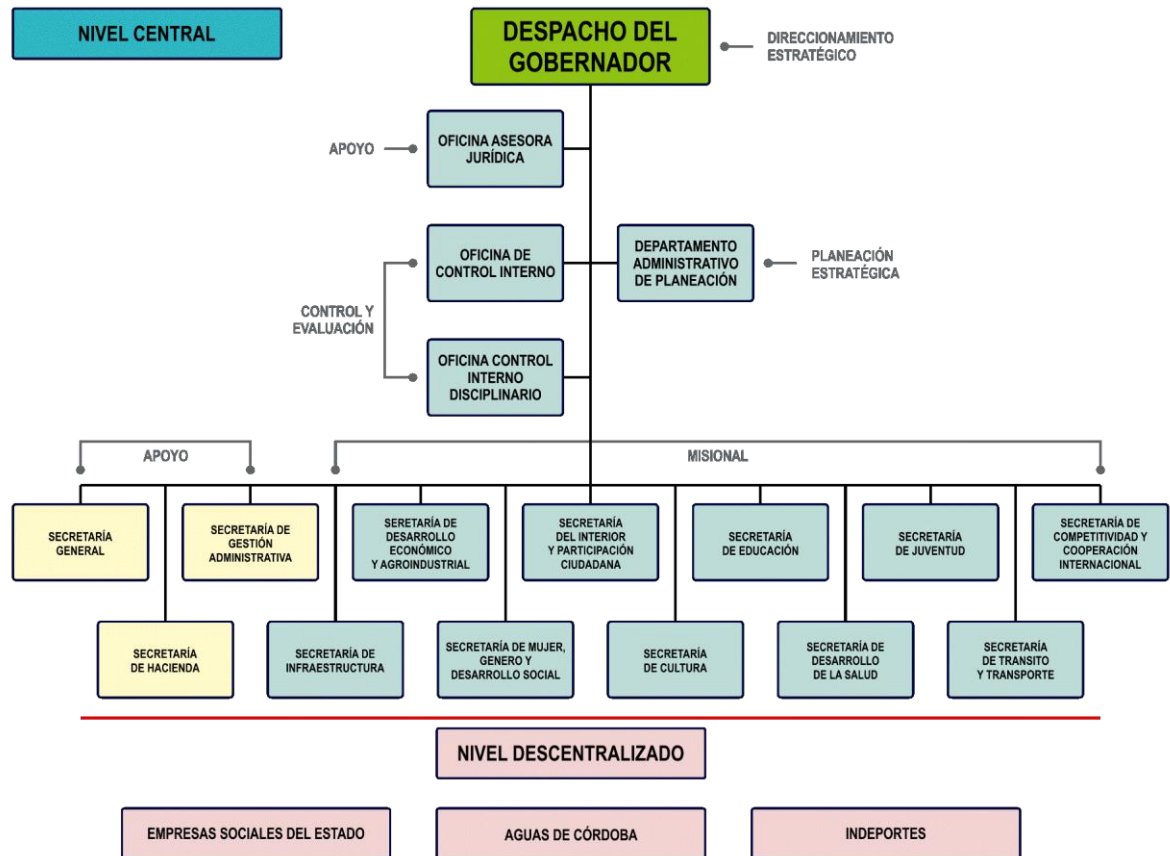 NIVEL CENTRAL
DESPACHO DEL
GOBERNADOR
DIRECCIONAMIENTO
ESTRATÉGICO
APOYO
OFICINA ASESORA
JURÍDICA
OFICINA DE
CONTROL INTERNO
DEPARTAMENTO
ADMINISTRATIVO
DE PLANEACIÓN
PLANEACIÓN
ESTRATÉGICA
CONTROL Y
EVALUACIÓN
OFICINA CONTROL
INTERNO
DISCIPLINARIO
APOYO
MISIONAL
SECRETARÍA
GENERAL
SECRETARÍA DE
GESTIÓN
ADMINISTRATIVA
SERETARÍA DE
DESARROLLO
ECONÓMICO
Y AGROINDUSTRIAL
SECRETARÍA
DEL INTERIOR
Y PARTICIPACIÓN
CIUDADANA
SECRETARÍA
DE EDUCACIÓN
SECRETARÍA
DE JUVENTUD
SECRETARÍA DE
COMPETITIVIDAD Y
COOPERACIÓN
INTERNACIONAL
SECRETARÍA
DE HACIENDA
SECRETARÍA DE
INFRAESTRUCTURA
SECRETARÍA DE MUJER,
GENERO Y
DESARROLLO SOCIAL
SECRETARÍA
DE CULTURA
SECRETARÍA DE
DESARROLLO
DE LA SALUD
SECRETARÍA
DE TRANSITO
Y TRANSPORTE
NIVEL DESCENTRALIZADO
EMPRESAS SOCIALES DEL ESTADO
AGUAS DE CÓRDOBA
INDEPORTES